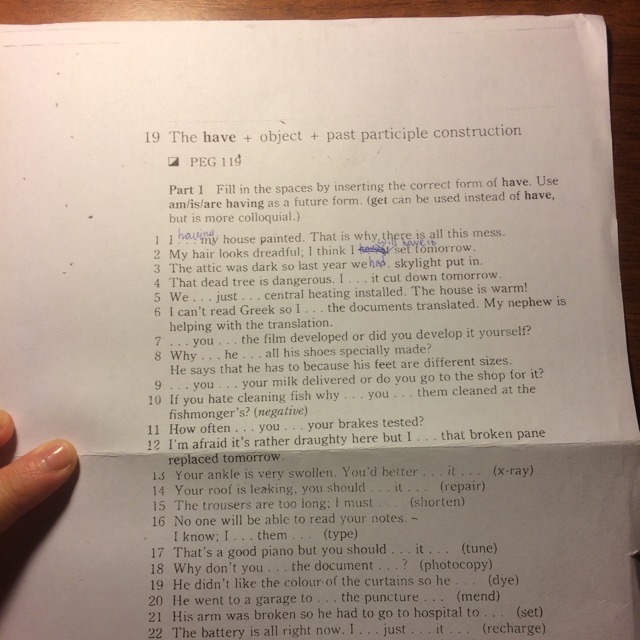 19 The have + object + past participle construction
PEG 119
Part 1 Fill in the spaces by inserting the correct form of have. Use
am/is/are having as a future form. (get can be used instead of have,
but is more colloquial.)
1 I having my house painted. That is why there is all this mess.
2 My hair looks dreadful; I think I will have it set tomorrow.
3 The attic was dark so last year we had . skylight put in.
4 That dead tree is dangerous. I . . . it cut down tomorrow.
5 We . . . just . . . central heating installed. The house is warm!
6 I can't read Greek so I . . . the documents translated. My nephew is
helping with the translation.
7 . . . you . . . the film developed or did you develop it yourself?
8 Why . . . he . . . all his shoes specially made?
He says that he has to because his feet are different sizes.
9 . . . you . . . your milk delivered or do you go to the shop for it?
10 If you hate cleaning fish why . . . you . . . them cleaned at the
fishmonger's? (negative)
11 How often . . . you . . . your brakes tested?
12 I'm afraid it's rather draughty here but I . . . that broken pane
replaced tomorrow.
13 Your ankle is very swollen. You'd better . . . it . . . (x-ray)
14 Your roof is leaking, you should . . . it . . . (repair)
15 The trousers are too long; I must . . . (shorten)
16 No one will be able to read your notes. ~
I know; I . . . them . . . (type)
17 That's a good piano but you should . . . it . . . (tune)
18 Why don't you . . . the document . . . ? (photocopy)
19 He didn't like the colour of the curtains so he . . . (dye)
20 He went to a garage to . . . the puncture . . . (mend)
21 His arm was broken so he had to go to hospital to . . . (set)
22 The battery is all right now. I . . . just . . . it . . . (recharge)